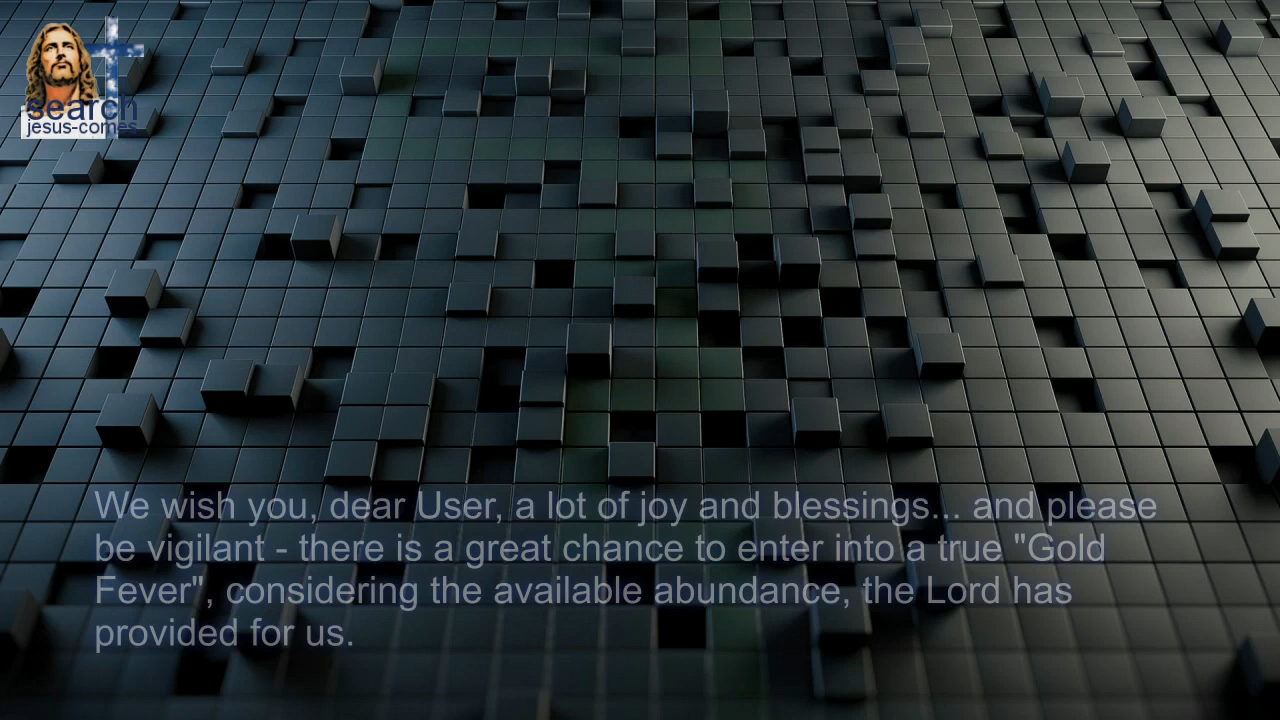 search
jesus-comes
We wish you, dear User, a lot of joy and blessings... and please
be vigilant - there is a great chance to enter into a true "Gold
Fever", considering the available abundance, the Lord has
provided for us.